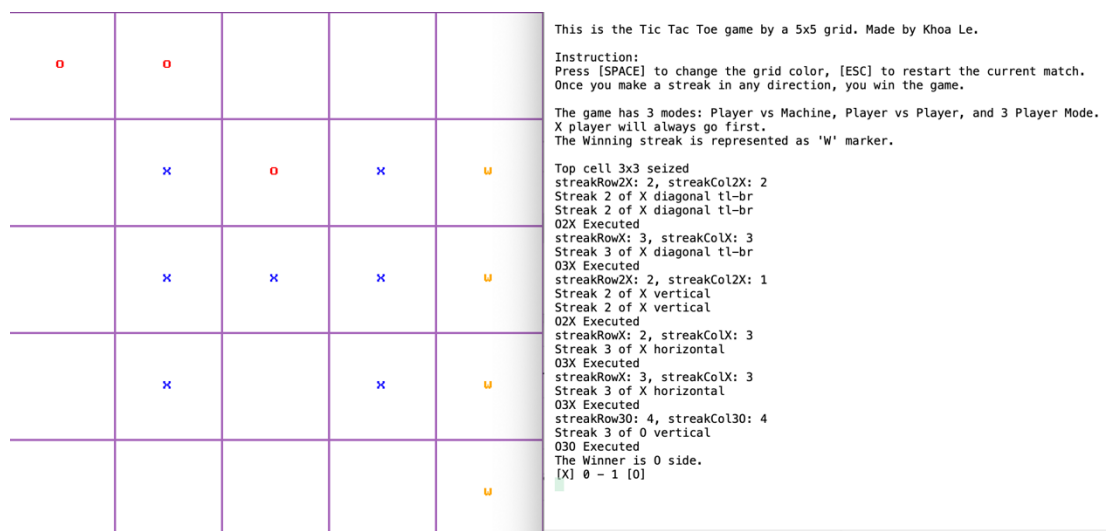 O O
X O X W
X X X W
X X W
W
This is the Tic Tac Toe game by a 5x5 grid. Made by Khoa Le.
Instruction:
Press [SPACE] to change the grid color, [ESC] to restart the current match.
Once you make a streak in any direction, you win the game.
The game has 3 modes: Player vs Machine, Player vs Player, and 3 Player Mode.
X player will always go first.
The Winning streak is represented as 'W' marker.
Top cell 3x3 seized
streakRow2X: 2, streakCol2X: 2
Streak 2 of X diagonal tl-br
Streak 2 of X diagonal tl-br
O2X Executed
streakRowX: 3, streakColX: 3
Streak 3 of X diagonal tl-br
O3X Executed
streakRow2X: 2, streakCol2X: 1
Streak 2 of X vertical
Streak 2 of X vertical
O2X Executed
streakRowX: 2, streakColX: 3
Streak 3 of X horizontal
O3X Executed
streakRowX: 3, streakColX: 3
Streak 3 of X horizontal
O3X Executed
streakRow3O: 4, streakCol3O: 4
Streak 3 of O vertical
O3O Executed
The Winner is O side.
[X] 0 - 1 [O]